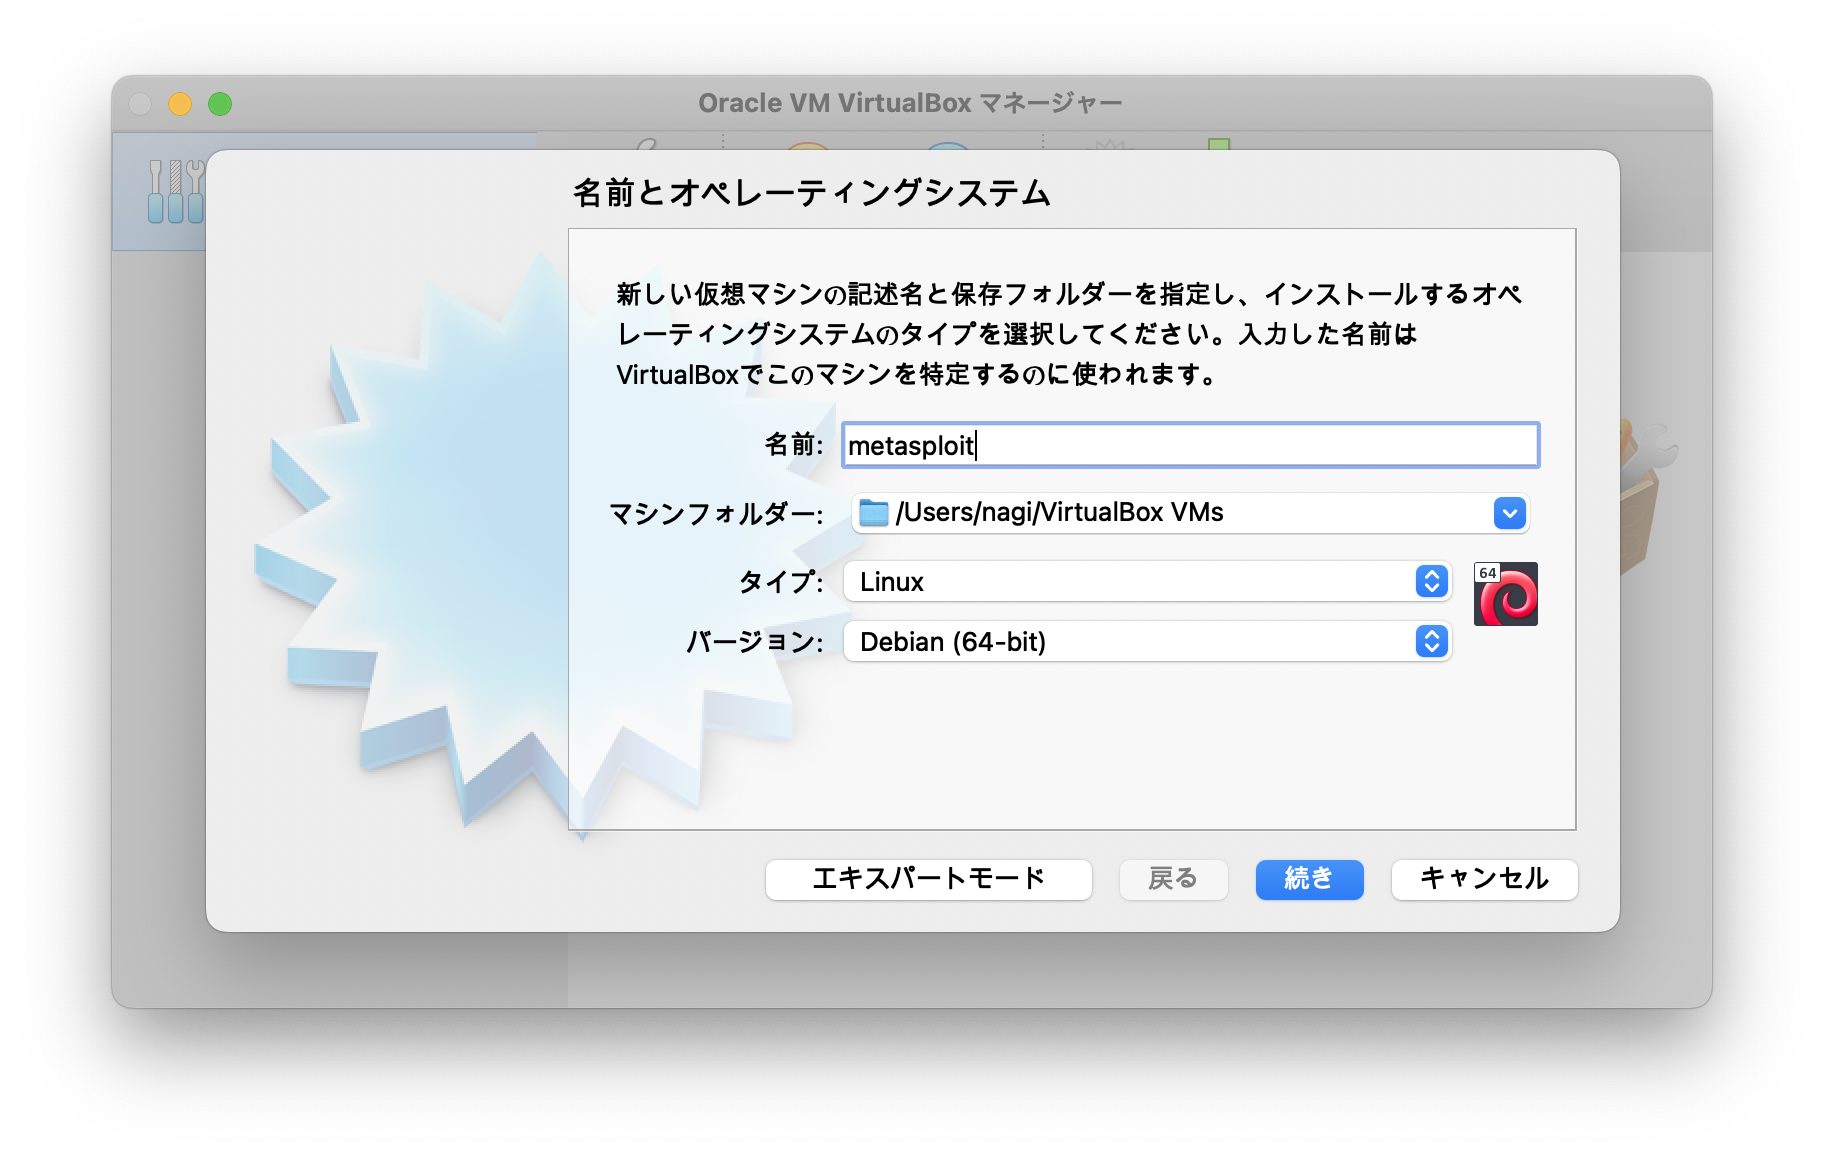 Oracle VM VirtualBox マネージャー
名前とオペレーティングシステム
新しい仮想マシンの記述名と保存フォルダーを指定し、インストールするオペ
レーティングシステムのタイプを選択してください。入力した名前は
VirtualBoxでこのマシンを特定するのに使われます。
名前: metasploit
マシンフォルダー: /Users/nagi/VirtualBox VMs
タイプ: Linux
64
バージョン: Debian (64-bit)
エキスパートモード 戻る 続き キャンセル